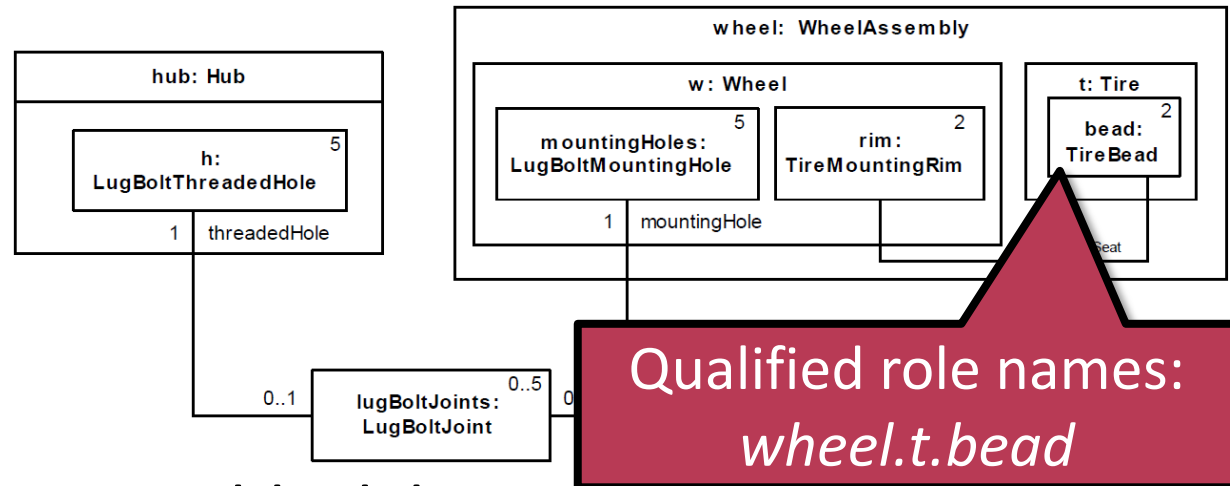 wheel: WheelAssembly
hub: Hub
w: Wheel
t: Tire
h:
LugBoltThreadedHole
5
mountingHoles:
LugBoltMountingHole
5
rim:
TireMountingRim
2
bead:
TireBead
2
1 threadedHole
1 mountingHole
Seat
0..1
lugBoltJoints:
LugBoltJoint
0..5
0
Qualified role names:
wheel.t.bead